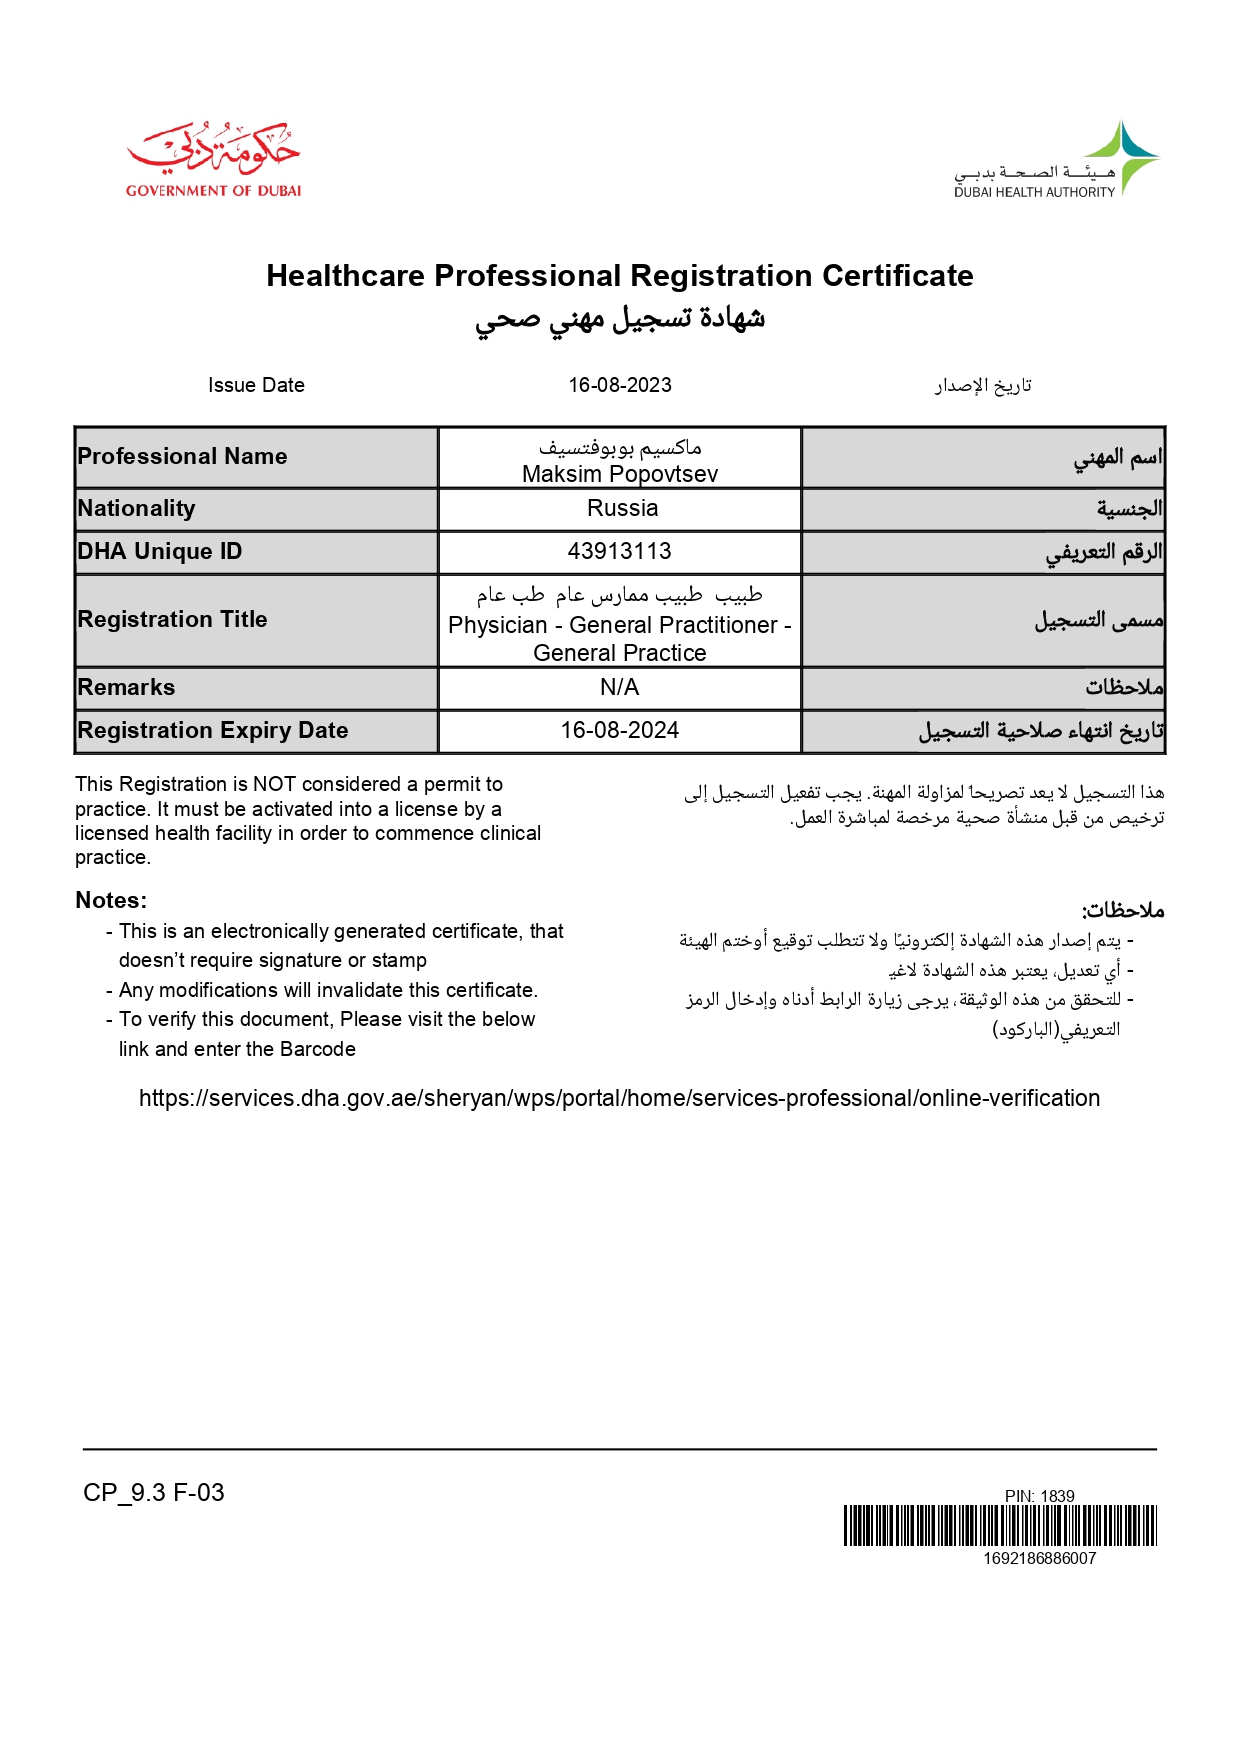 حكومة دبي
GOVERNMENT OF DUBAI
هيئة الصحة بدبي
DUBAI HEALTH AUTHORITY
Healthcare Professional Registration Certificate
شهادة تسجيل مهني صحي
Issue Date 16-08-2023 تاريخ الإصدار
Professional Name
ماكسيم بوبوفتسيف
Maksim Popovtsev
اسم المهني
Nationality Russia الجنسية
DHA Unique ID 43913113 الرقم التعريفي
Registration Title
طبيب  طبيب ممارس عام  طب عام
Physician - General Practitioner -
General Practice
مسمى التسجيل
Remarks N/A ملاحظات
Registration Expiry Date 16-08-2024 تاريخ انتهاء صلاحية التسجيل
This Registration is NOT considered a permit to
practice. It must be activated into a license by a
licensed health facility in order to commence clinical
practice.
هذا التسجيل لا يعد تصريحاً لمزاولة المهنة. يجب تفعيل التسجيل إلى
ترخيص من قبل منشأة صحية مرخصة لمباشرة العمل.
Notes:
- This is an electronically generated certificate, that
doesn’t require signature or stamp
- Any modifications will invalidate this certificate.
- To verify this document, Please visit the below
link and enter the Barcode
ملاحظات:
- يتم إصدار هذه الشهادة إلكترونيًا ولا تتطلب توقيع أوختم الهيئة
- أي تعديل، يعتبر هذه الشهادة لاغي
- للتحقق من هذه الوثيقة، يرجى زيارة الرابط أدناه وإدخال الرمز
التعريفي(الباركود)
https://services.dha.gov.ae/sheryan/wps/portal/home/services-professional/online-verification
CP_9.3 F-03
PIN: 1839
1692186886007